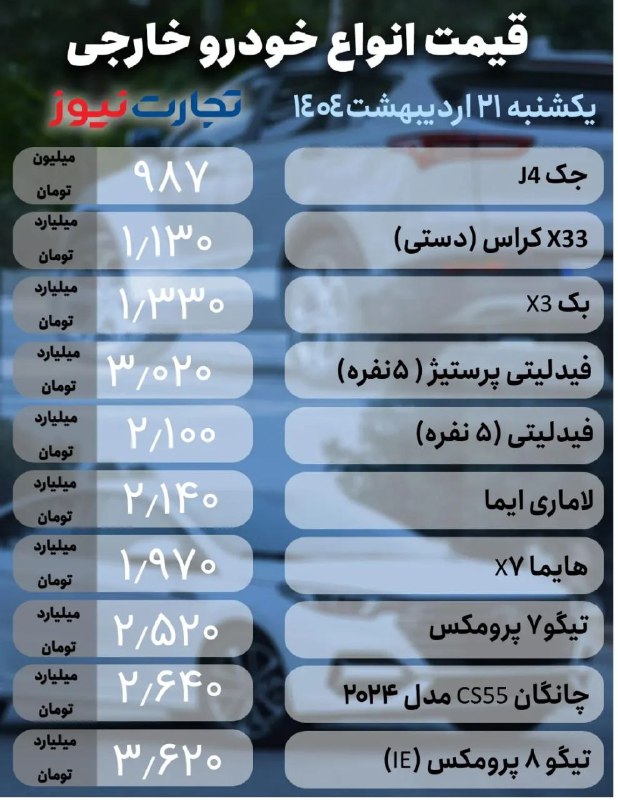 قیمت انواع خودرو خارجی
یکشنبه ۲۱ اردیبهشت ۱۴۰۴
تجارت‌نیوز
جک J4
۹۸۷
میلیون
تومان
X33 کراس (دستی)
۱٫۱۳۰
میلیارد
تومان
بک X3
۱٫۳۳۰
میلیارد
تومان
فیدلیتی پرستیژ ( ۵نفره)
۳٫۰۲۰
میلیارد
تومان
فیدلیتی (۵ نفره)
۲٫۱۰۰
میلیارد
تومان
لاماری ایما
۲٫۱۴۰
میلیارد
تومان
هایما X۷
۱٫۹۷۰
میلیارد
تومان
تیگو۷ پرومکس
۲٫۵۲۰
میلیارد
تومان
چانگان CS55 مدل ۲۰۲۴
۲٫۶۴۰
میلیارد
تومان
تیگو ۸ پرومکس (IE)
۳٫۶۲۰
میلیارد
تومان